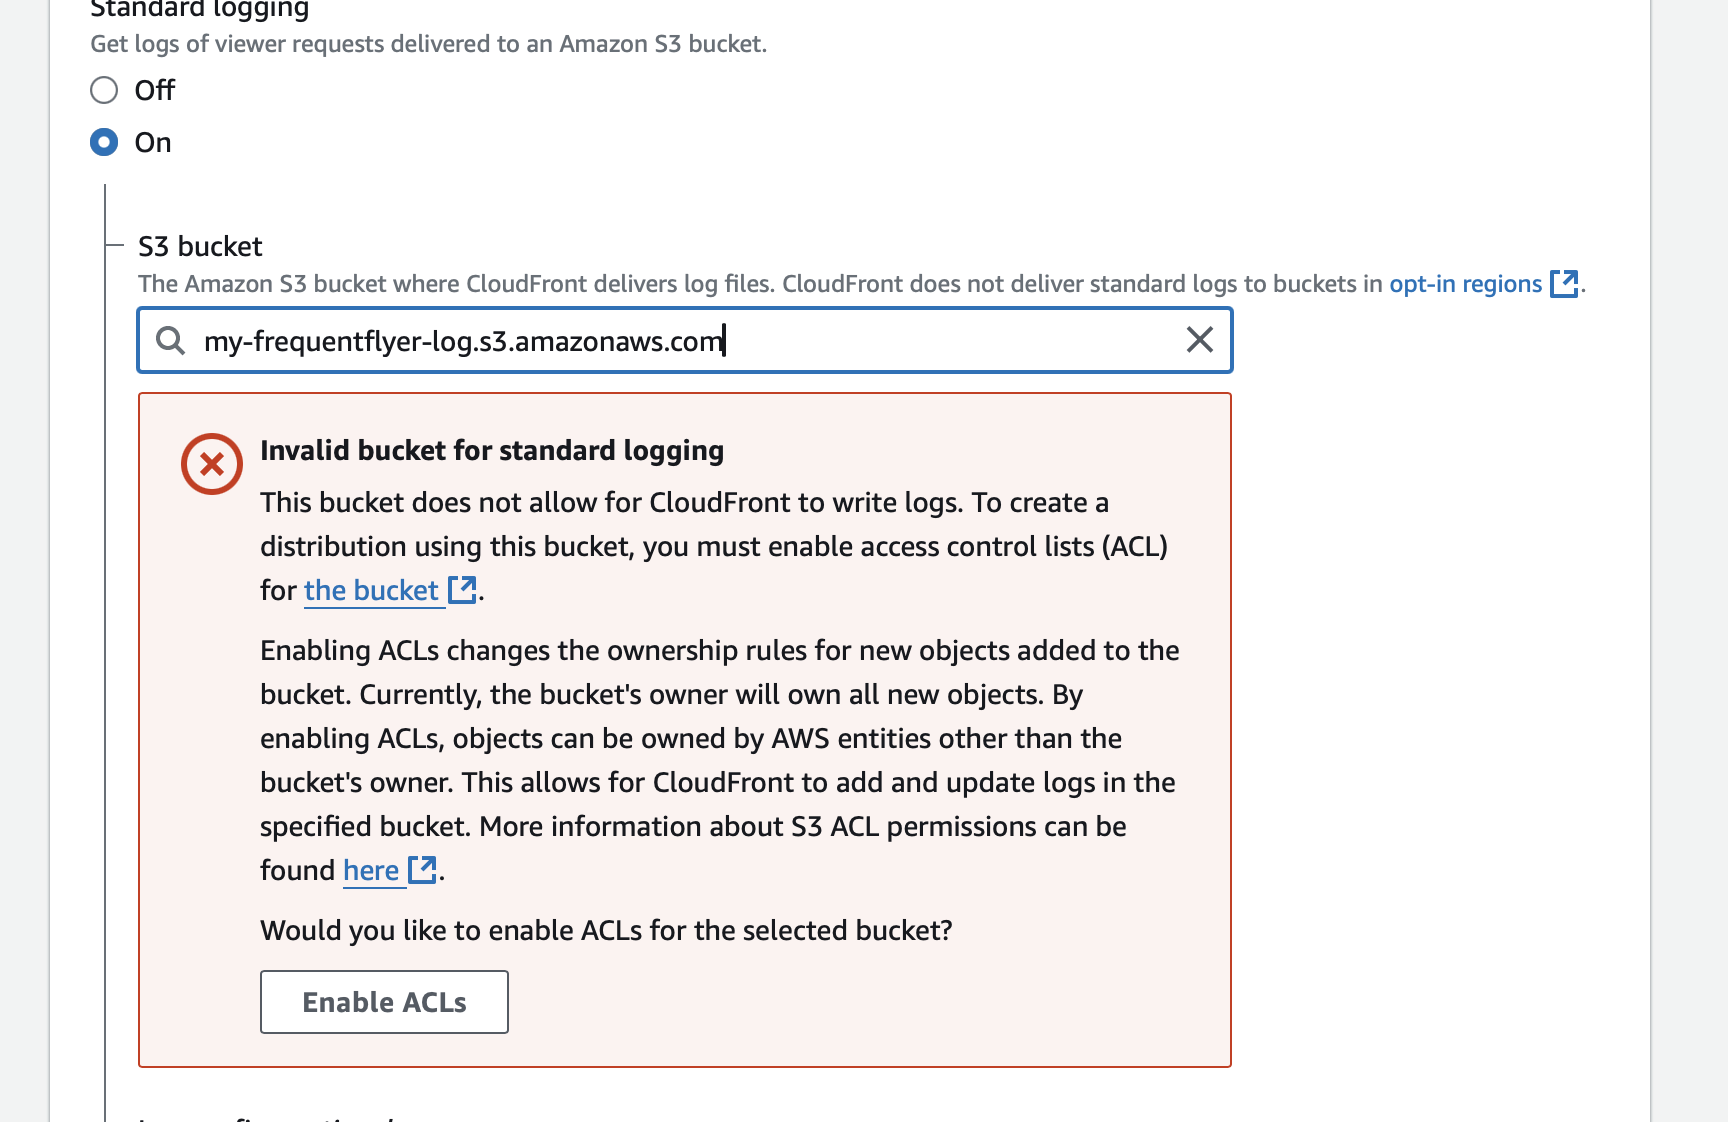 Standard logging
Get logs of viewer requests delivered to an Amazon S3 bucket.
Off
On
S3 bucket
The Amazon S3 bucket where CloudFront delivers log files. CloudFront does not deliver standard logs to buckets in opt-in regions.
my-frequentflyer-log.s3.amazonaws.com
Invalid bucket for standard logging
This bucket does not allow for CloudFront to write logs. To create a
distribution using this bucket, you must enable access control lists (ACL)
for the bucket.
Enabling ACLs changes the ownership rules for new objects added to the
bucket. Currently, the bucket's owner will own all new objects. By
enabling ACLs, objects can be owned by AWS entities other than the
bucket's owner. This allows for CloudFront to add and update logs in the
specified bucket. More information about S3 ACL permissions can be
found here.
Would you like to enable ACLs for the selected bucket?
Enable ACLs